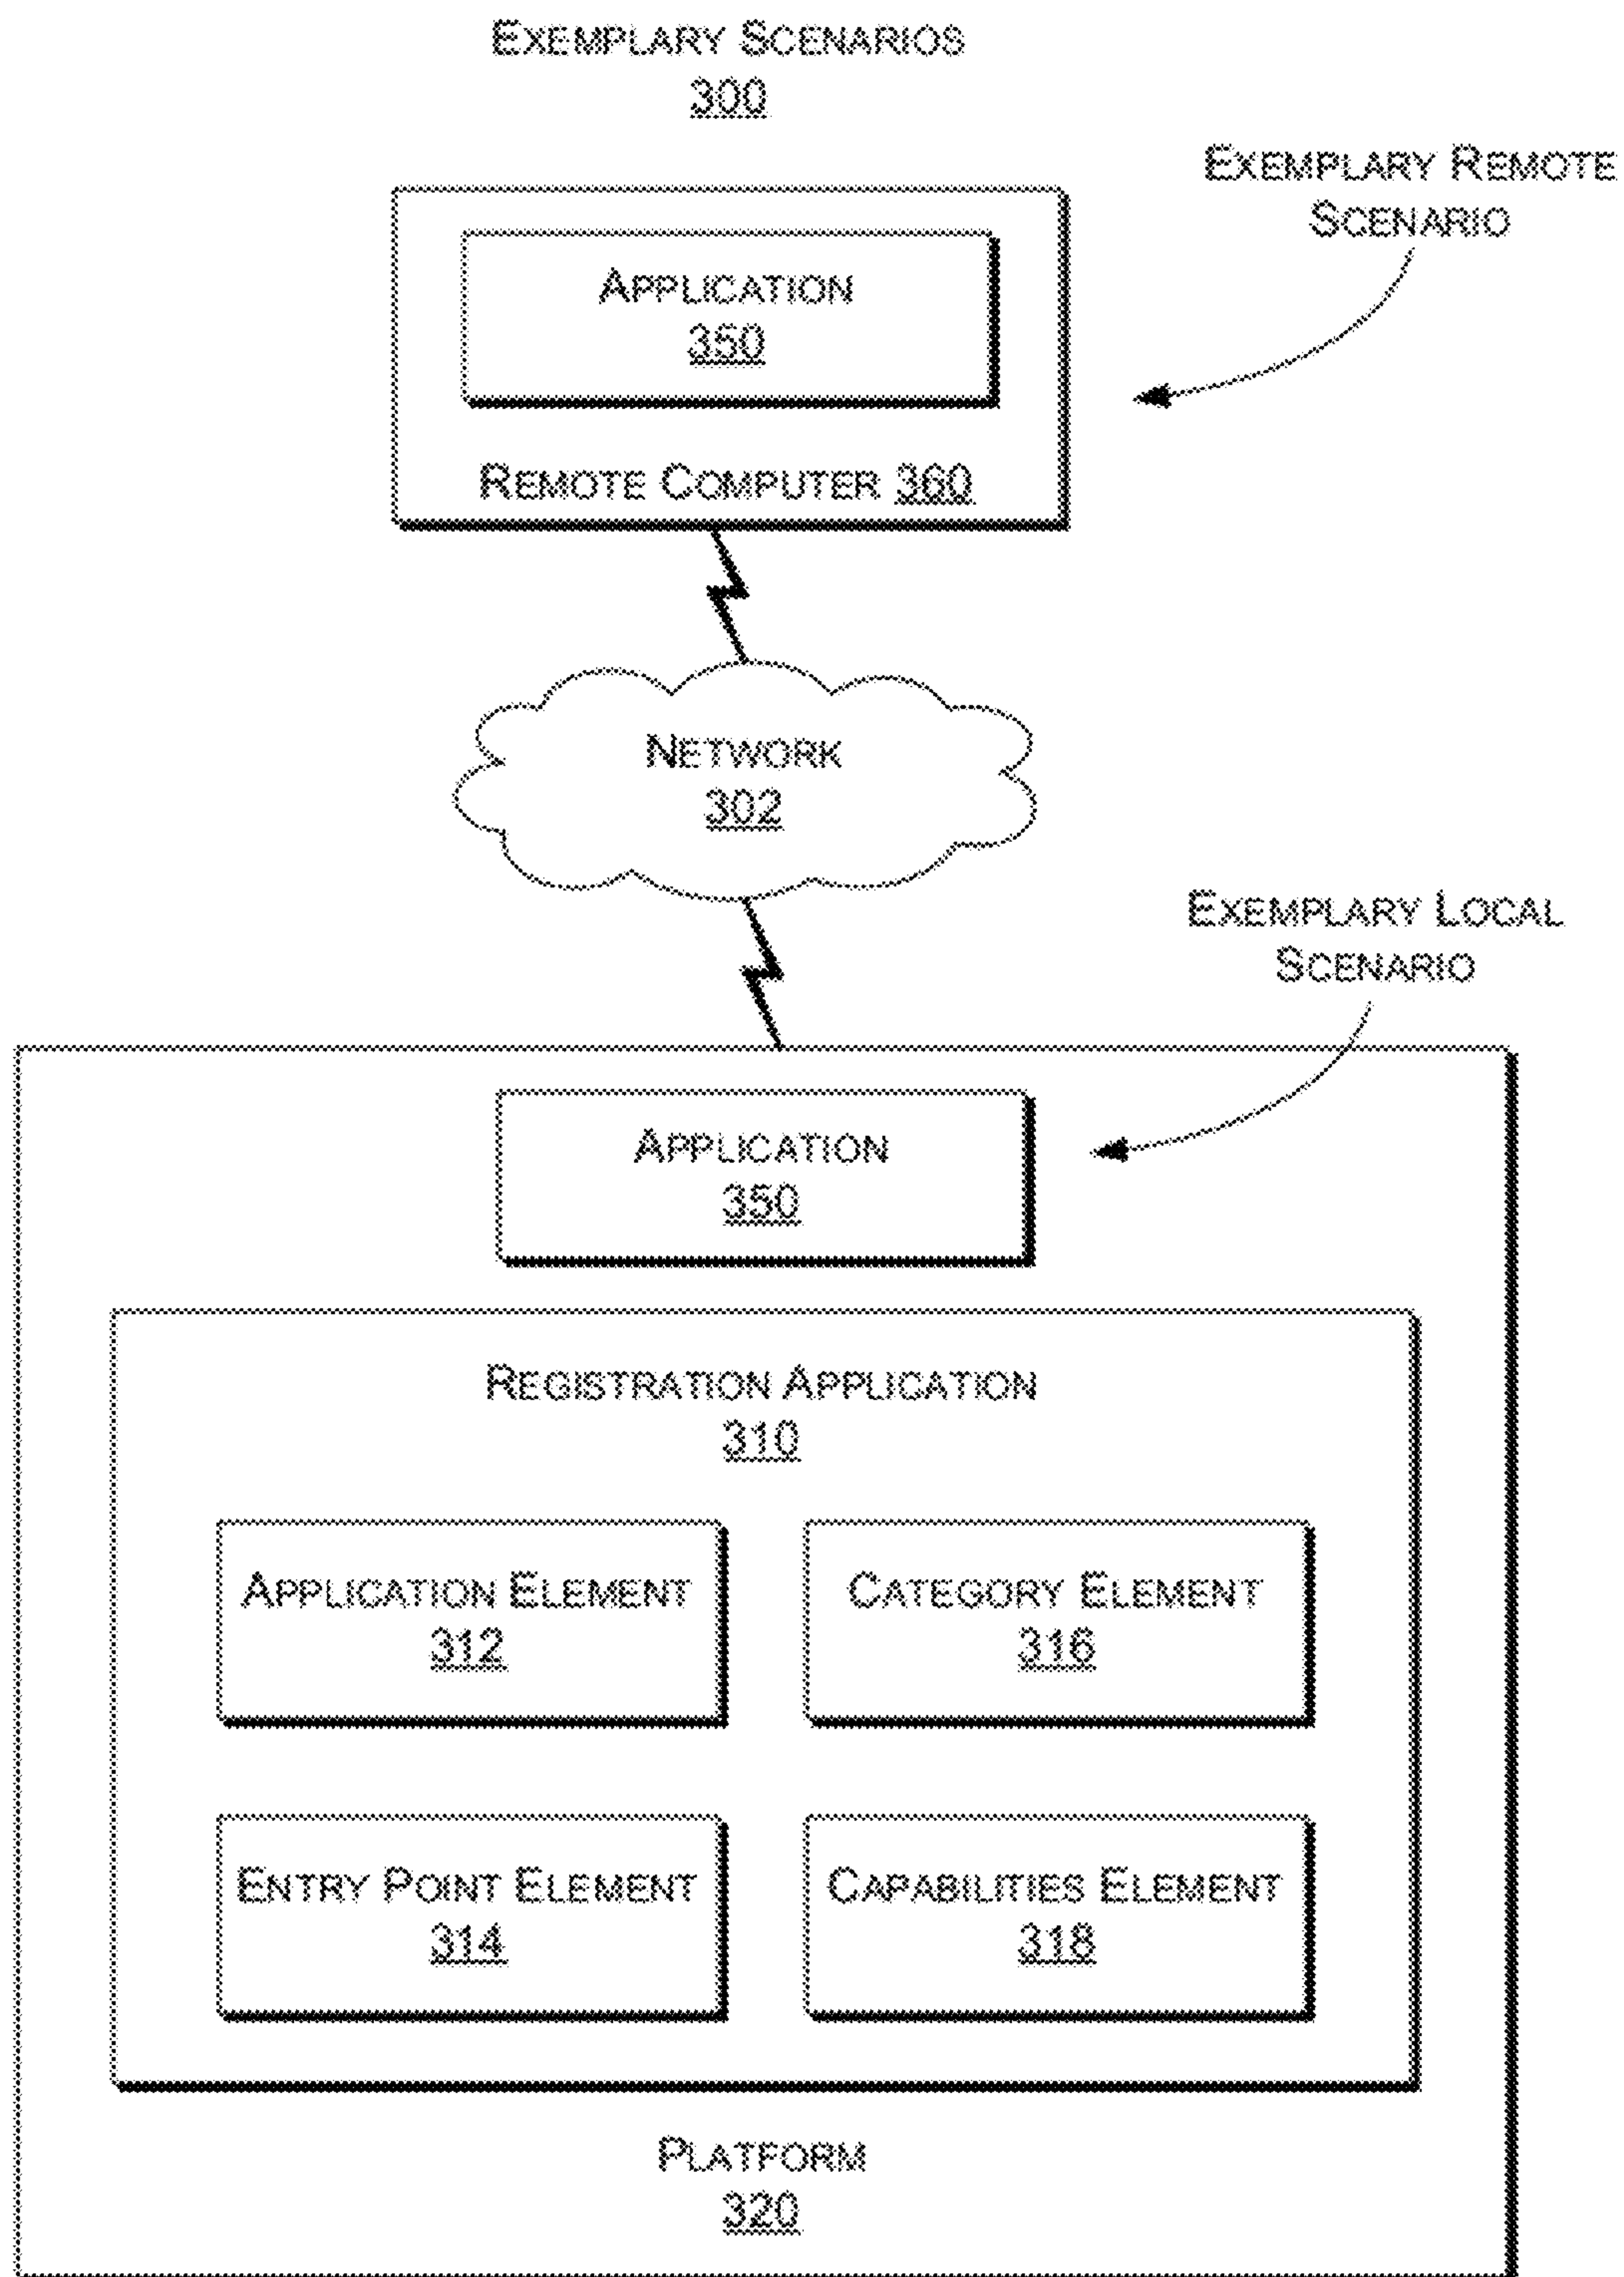 EXEMPLARY SCENARIOS
300
EXEMPLARY REMOTE
SCENARIO
APPLICATION
350
REMOTE COMPUTER 360
NETWORK
302
EXEMPLARY LOCAL
SCENARIO
APPLICATION
350
REGISTRATION APPLICATION
310
APPLICATION ELEMENT
312
CATEGORY ELEMENT
316
ENTRY POINT ELEMENT
314
CAPABILITIES ELEMENT
318
PLATFORM
320